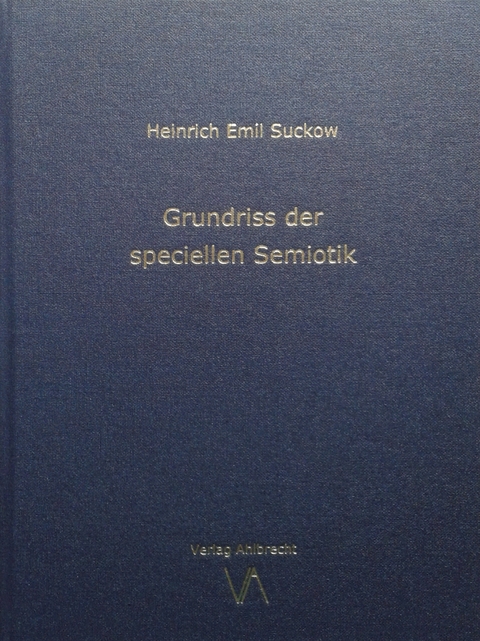 Heinrich Emil Suckow
Grundriss der
speciellen Semiotik
Verlag Ahlbrecht
VA